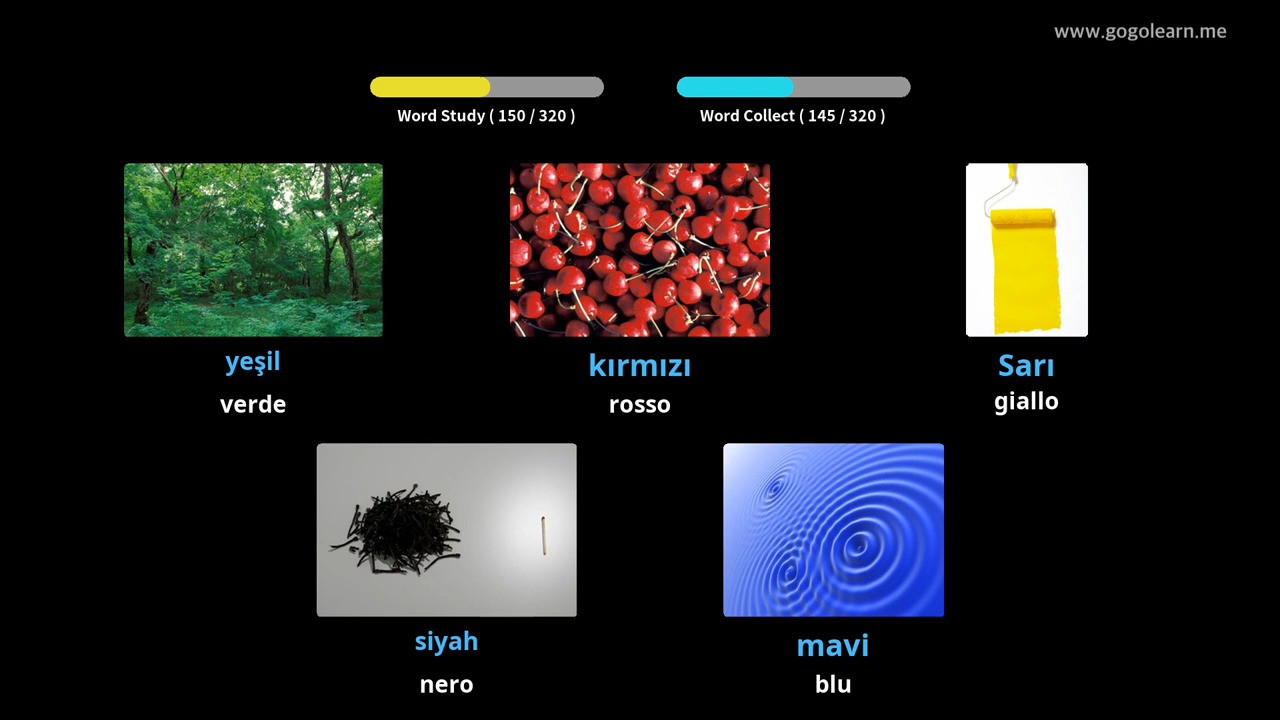 www.gogolearn.me
Word Study ( 150 / 320 )
Word Collect ( 145 / 320 )
yeşil
verde
kırmızı
rosso
Sarı
giallo
siyah
nero
mavi
blu